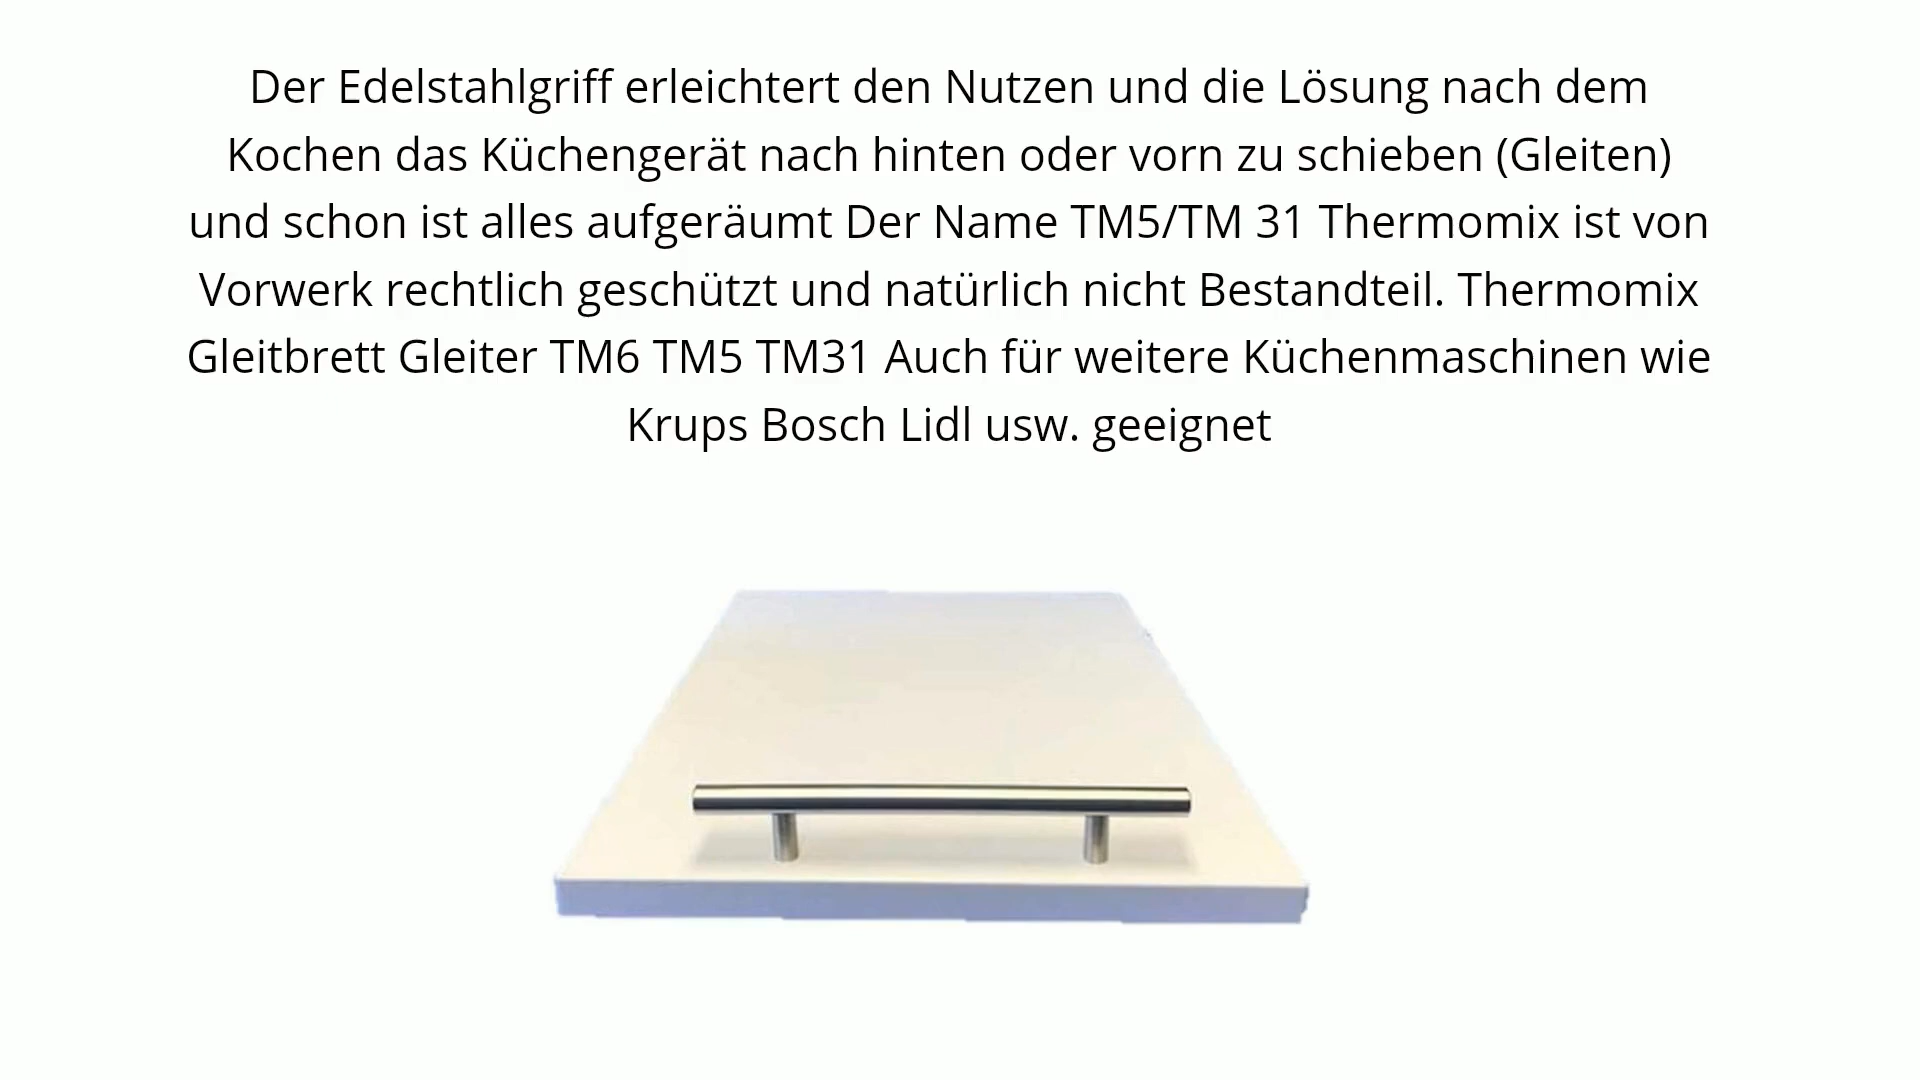 Der Edelstahlgriff erleichtert den Nutzen und die Lösung nach dem
Kochen das Küchengerät nach hinten oder vorn zu schieben (Gleiten)
und schon ist alles aufgeräumt Der Name TM5/TM 31 Thermomix ist von
Vorwerk rechtlich geschützt und natürlich nicht Bestandteil. Thermomix
Gleitbrett Gleiter TM6 TM5 TM31 Auch für weitere Küchenmaschinen wie
Krups Bosch Lidl usw. geeignet